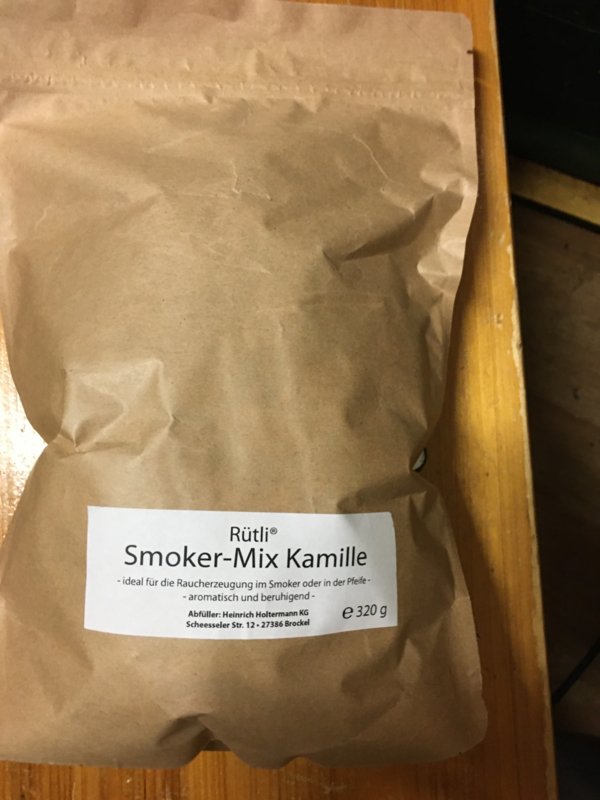 Rütli®
Smoker-Mix Kamille
- ideal für die Raucherzeugung im Smoker oder in der Pfeife -
- aromatisch und beruhigend -
Abfüller: Heinrich Holtermann KG
Scheesseler Str. 12 • 27386 Brockel
℮ 320 g